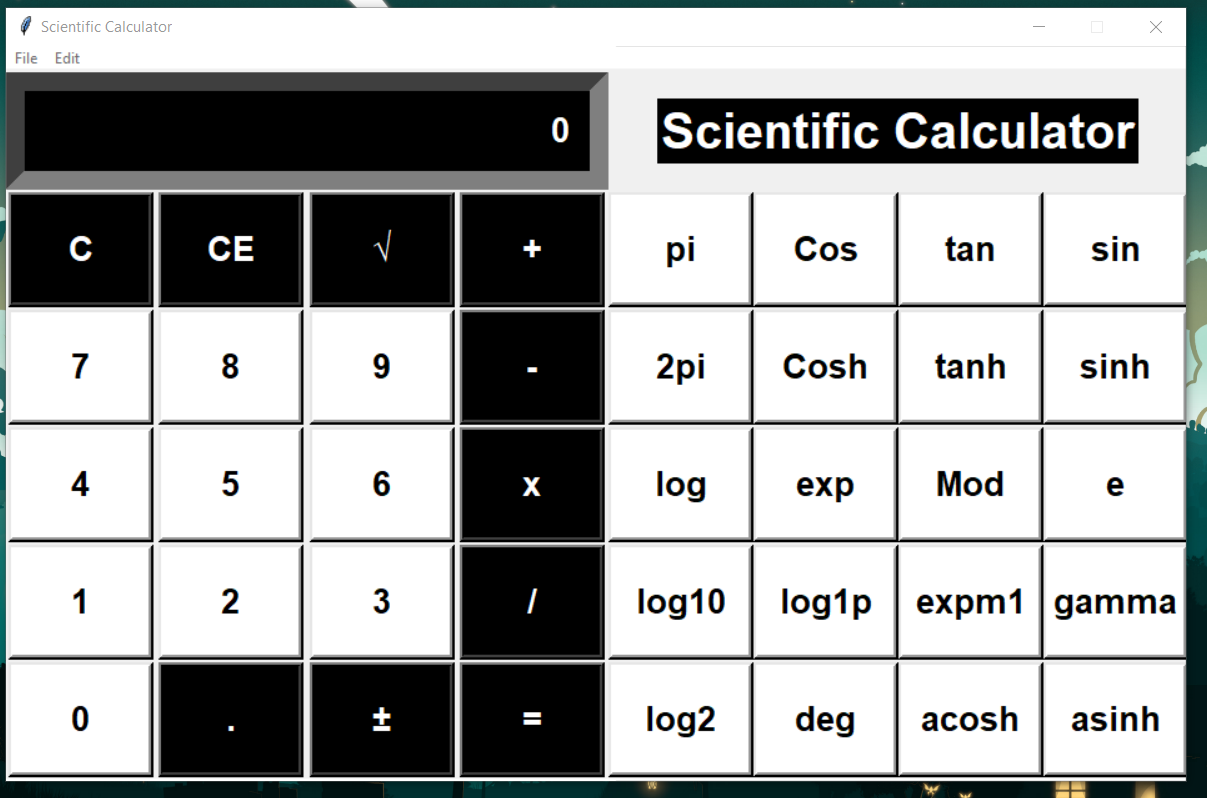 Scientific Calculator
File Edit
0
Scientific Calculator
C CE √ + pi Cos tan sin
7 8 9 - 2pi Cosh tanh sinh
4 5 6 x log exp Mod e
1 2 3 / log10 log1p expm1 gamma
0 . ± = log2 deg acosh asinh